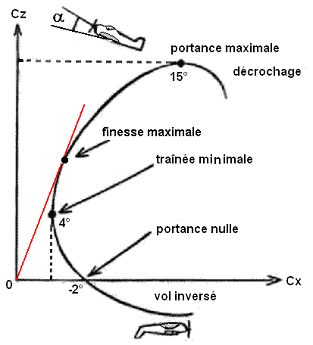 Cz
α
portance maximale
15°
décrochage
finesse maximale
traînée minimale
4°
portance nulle
0
-2°
Cx
vol inversé